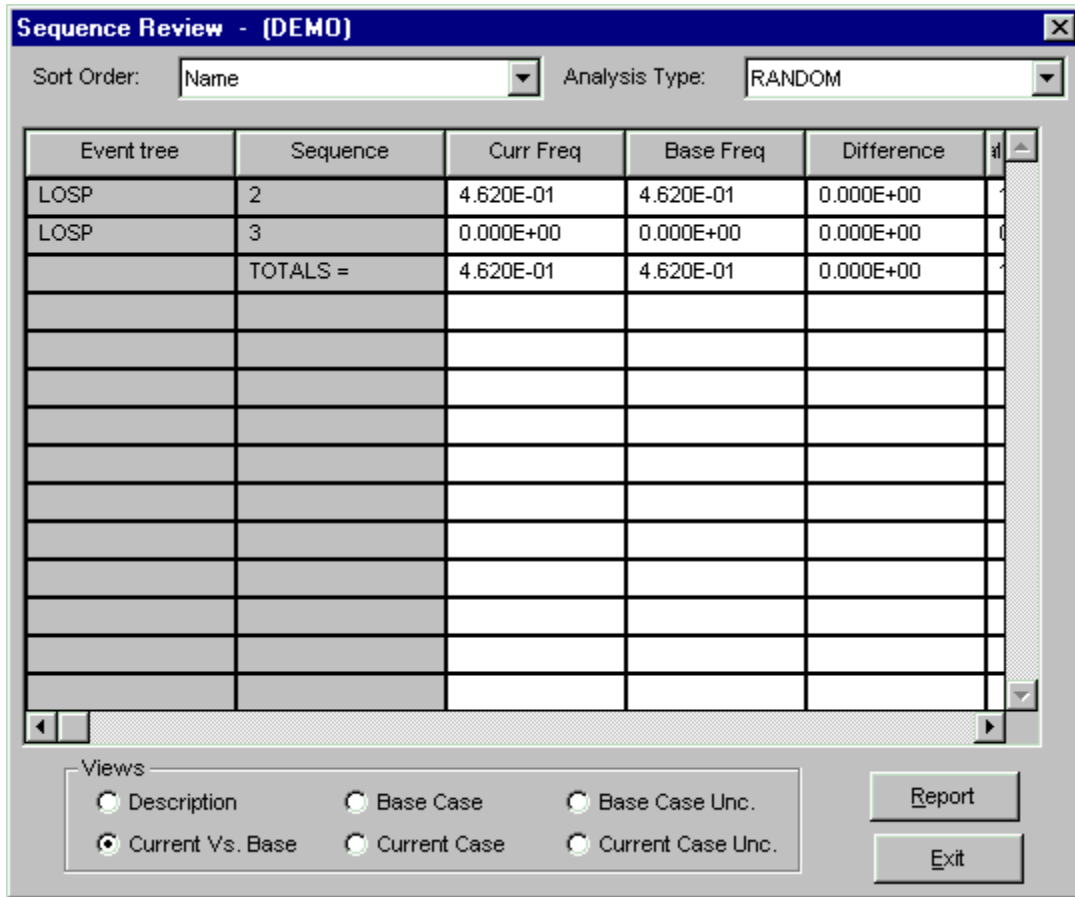 Sequence Review - (DEMO)
Sort Order: Name Analysis Type: RANDOM
Event tree Sequence Curr Freq Base Freq Difference
LOSP 2 4.620E-01 4.620E-01 0.000E+00
LOSP 3 0.000E+00 0.000E+00 0.000E+00
TOTALS = 4.620E-01 4.620E-01 0.000E+00
Views
Description Base Case Base Case Unc.
Current Vs. Base Current Case Current Case Unc.
Report
Exit